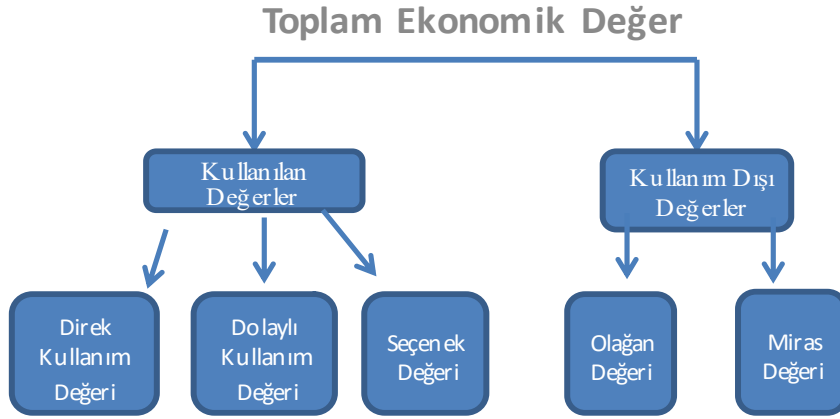 Toplam Ekonomik Değer
Kullanılan
Değerler
Kullanım Dışı
Değerler
Direk
Kullanım
Değeri
Dolaylı
Kullanım
Değeri
Seçenek
Değeri
Olağan
Değeri
Miras
Değeri